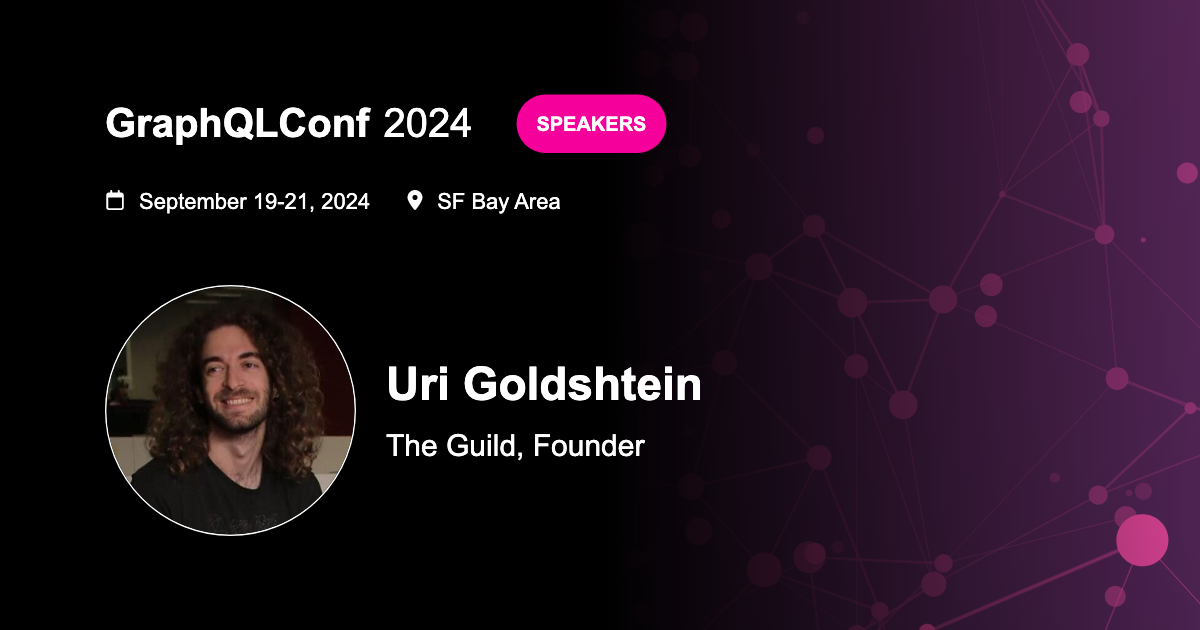 GraphQLConf 2024 SPEAKERS
September 19-21, 2024 SF Bay Area
Uri Goldshtein
The Guild, Founder